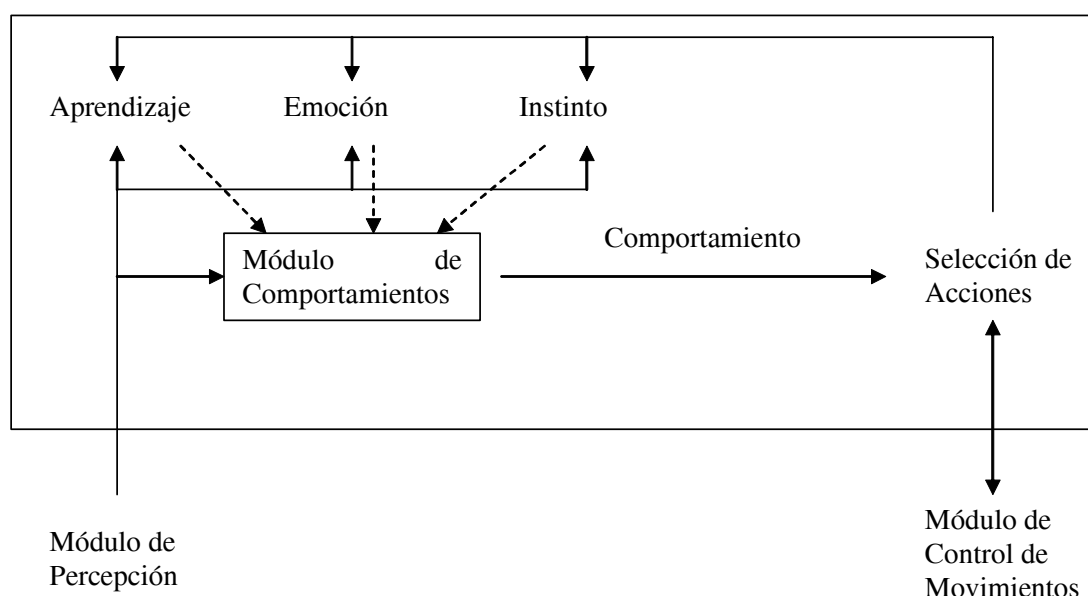 Aprendizaje Emoción Instinto
Comportamiento
Módulo de
Comportamientos
Selección de
Acciones
Módulo de
Percepción
Módulo de
Control de
Movimientos